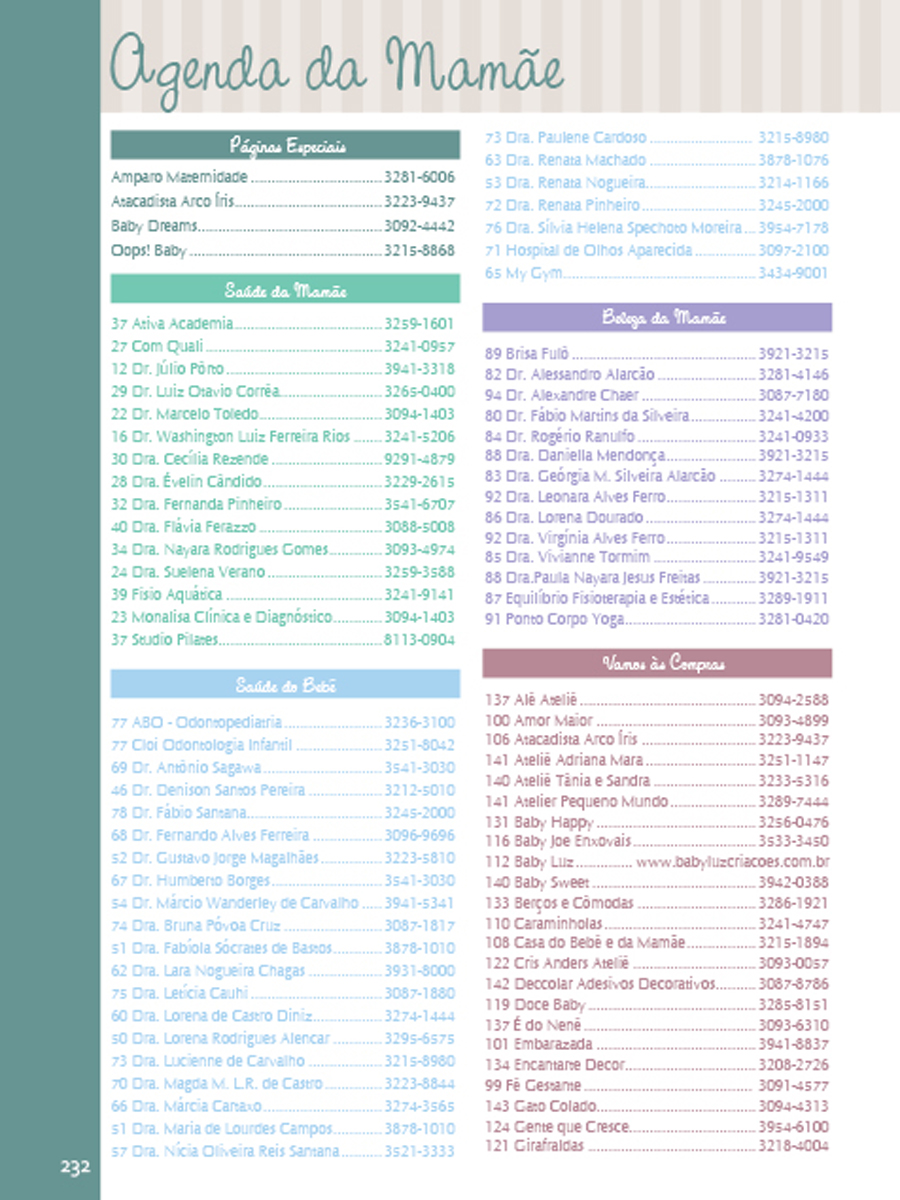 Agenda da Mamãe
Páginas Especiais
Amparo Maternidade ........................ 3281-6006
Atacadista Arco Íris ........................ 3223-9437
Baby Dreams ........................ 3092-4442
Oops! Baby ........................ 3215-8868
Saúde da Mamãe
37 Ativa Academia ........................ 3259-1601
27 Com Quali ........................ 3241-0957
12 Dr. Júlio Pôrto ........................ 3941-3318
29 Dr. Luiz Otavio Corrêa ........................ 3265-0400
22 Dr. Marcelo Toledo ........................ 3094-1403
16 Dr. Washington Luiz Ferreira Rios ....... 3241-5206
30 Dra. Cecília Rezende ........................ 9291-4879
28 Dra. Évelin Cândido ........................ 3229-2615
32 Dra. Fernanda Pinheiro ........................ 3541-6707
40 Dra. Flávia Ferazzo ........................ 3088-5008
34 Dra. Nayara Rodrigues Gomes ............. 3093-4974
24 Dra. Suelena Verano ........................ 3259-3588
39 Fisio Aquática ........................ 3241-9141
23 Monalisa Clínica e Diagnóstico ............. 3094-1403
37 Studio Pilates ........................ 8113-0904
Saúde do Bebê
77 ABO - Odontopediatria ........................ 3236-3100
77 Cloi Odontologia Infantil ........................ 3251-8042
69 Dr. Antônio Sagawa ........................ 3541-3030
46 Dr. Denison Santos Pereira ................... 3212-5010
78 Dr. Fábio Santana ........................ 3245-2000
68 Dr. Fernando Alves Ferreira ................... 3096-9696
52 Dr. Gustavo Jorge Magalhães ................ 3223-5810
67 Dr. Humberto Borges ........................ 3541-3030
54 Dr. Márcio Wanderley de Carvalho ..... 3941-5341
74 Dra. Bruna Póvoa Cruz ........................ 3087-1817
51 Dra. Fabíola Sócrates de Bastos ............. 3878-1010
62 Dra. Lara Nogueira Chagas ................... 3931-8000
75 Dra. Letícia Cauhi ........................ 3087-1880
60 Dra. Lorena de Castro Diniz ................... 3274-1444
50 Dra. Lorena Rodrigues Alencar ............. 3295-6575
73 Dra. Lucienne de Carvalho ................... 3215-8980
70 Dra. Magda M. L.R. de Castro ................ 3223-8844
66 Dra. Márcia Cartaxo ........................ 3274-3565
51 Dra. Maria de Lourdes Campos ............. 3878-1010
57 Dra. Nícia Oliveira Reis Santana ............ 3521-3333
73 Dra. Paulene Cardoso ........................ 3215-8980
63 Dra. Renata Machado ........................ 3878-1076
53 Dra. Renata Nogueira ........................ 3214-1166
72 Dra. Renata Pinheiro ........................ 3245-2000
76 Dra. Sílvia Helena Spechoto Moreira ... 3954-7178
71 Hospital de Olhos Aparecida ................ 3097-2100
65 My Gym ........................ 3434-9001
Beleza da Mamãe
89 Brisa Fulô ........................ 3921-3215
82 Dr. Alessandro Alarcão ........................ 3281-4146
94 Dr. Alexandre Chaer ........................ 3087-7180
80 Dr. Fábio Martins da Silveira ................ 3241-4200
84 Dr. Rogério Ranulfo ........................ 3241-0933
88 Dra. Daniella Mendonça ........................ 3921-3215
83 Dra. Geórgia M. Silveira Alarcão ......... 3274-1444
92 Dra. Leonara Alves Ferro ........................ 3215-1311
86 Dra. Lorena Dourado ........................ 3274-1444
92 Dra. Virgínia Alves Ferro ........................ 3215-1311
85 Dra. Vivianne Tormim ........................ 3241-9549
88 Dra.Paula Nayara Jesus Freitas ............. 3921-3215
87 Equilíbrio Fisioterapia e Estética ........... 3289-1911
91 Ponto Corpo Yoga ........................ 3281-0420
Vamos às Compras
137 Alê Ateliê ........................ 3094-2588
100 Amor Maior ........................ 3093-4899
106 Atacadista Arco Íris ........................ 3223-9437
141 Ateliê Adriana Mara ........................ 3251-1147
140 Ateliê Tânia e Sandra ........................ 3233-5316
141 Atelier Pequeno Mundo ..................... 3289-7444
131 Baby Happy ........................ 3256-0476
116 Baby Joe Enxovais ........................ 3533-3450
112 Baby Luz .............. www.babyluzcriacoes.com.br
140 Baby Sweet ........................ 3942-0388
133 Berços e Cômodas ........................ 3286-1921
110 Caraminholas ........................ 3241-4747
108 Casa do Bebê e da Mamãe .................. 3215-1894
122 Cris Anders Ateliê ........................ 3093-0057
142 Deccolar Adesivos Decorativos .......... 3087-8786
119 Doce Baby ........................ 3285-8151
137 É do Nenê ........................ 3093-6310
101 Embarazada ........................ 3941-8837
134 Encantarte Decor ........................ 3208-2726
99 Fê Gestante ........................ 3091-4577
143 Gato Colado ........................ 3094-4313
124 Gente que Cresce ........................ 3954-6100
121 Girafraldas ........................ 3218-4004
232